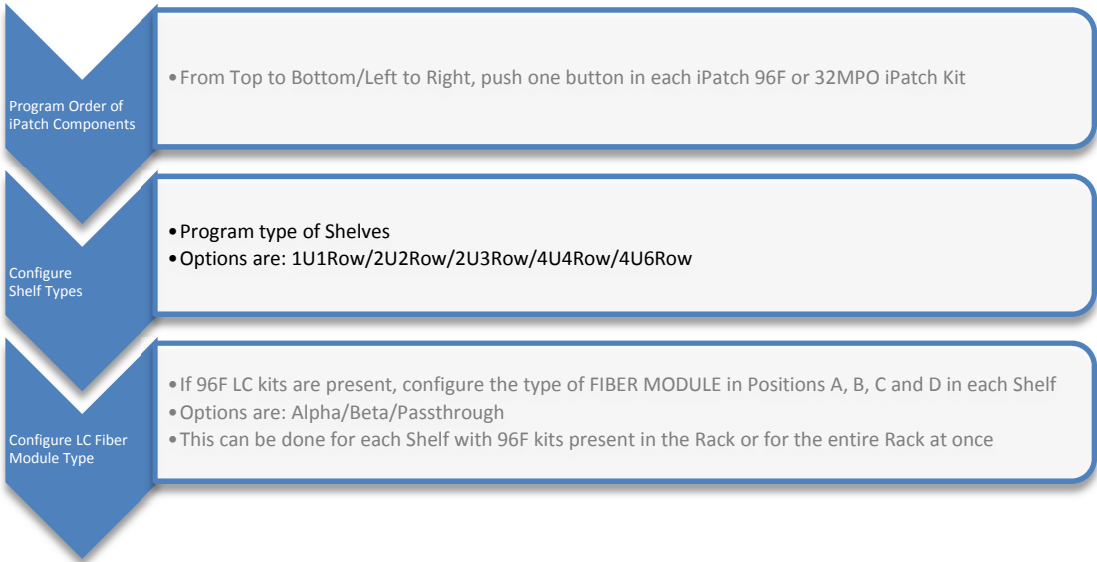 Program Order of
iPatch Components
•From Top to Bottom/Left to Right, push one button in each iPatch 96F or 32MPO iPatch Kit
Configure
Shelf Types
•Program type of Shelves
•Options are: 1U1Row/2U2Row/2U3Row/4U4Row/4U6Row
Configure LC Fiber
Module Type
•If 96F LC kits are present, configure the type of FIBER MODULE in Positions A, B, C and D in each Shelf
•Options are: Alpha/Beta/Passthrough
•This can be done for each Shelf with 96F kits present in the Rack or for the entire Rack at once